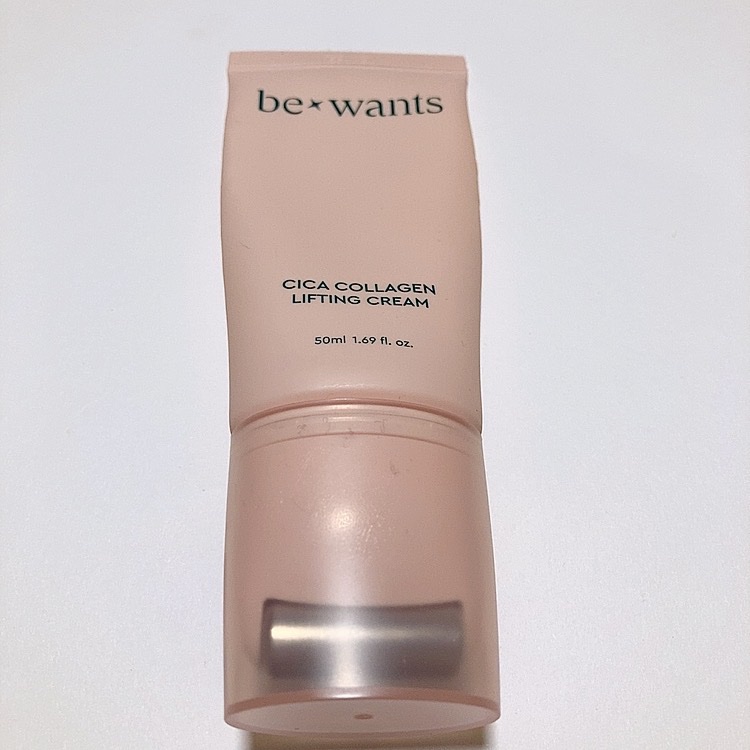 be✦wants
CICA COLLAGEN
LIFTING CREAM
50ml 1.69 fl. oz.